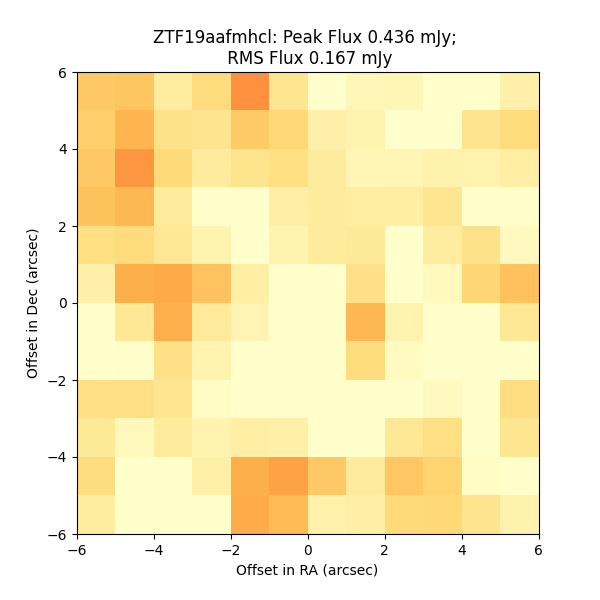 ZTF19aafmhcl: Peak Flux 0.436 mJy;
RMS Flux 0.167 mJy
6
4
2
0
−2
−4
−6
Offset in Dec (arcsec)
−6 −4 −2 0 2 4 6
Offset in RA (arcsec)